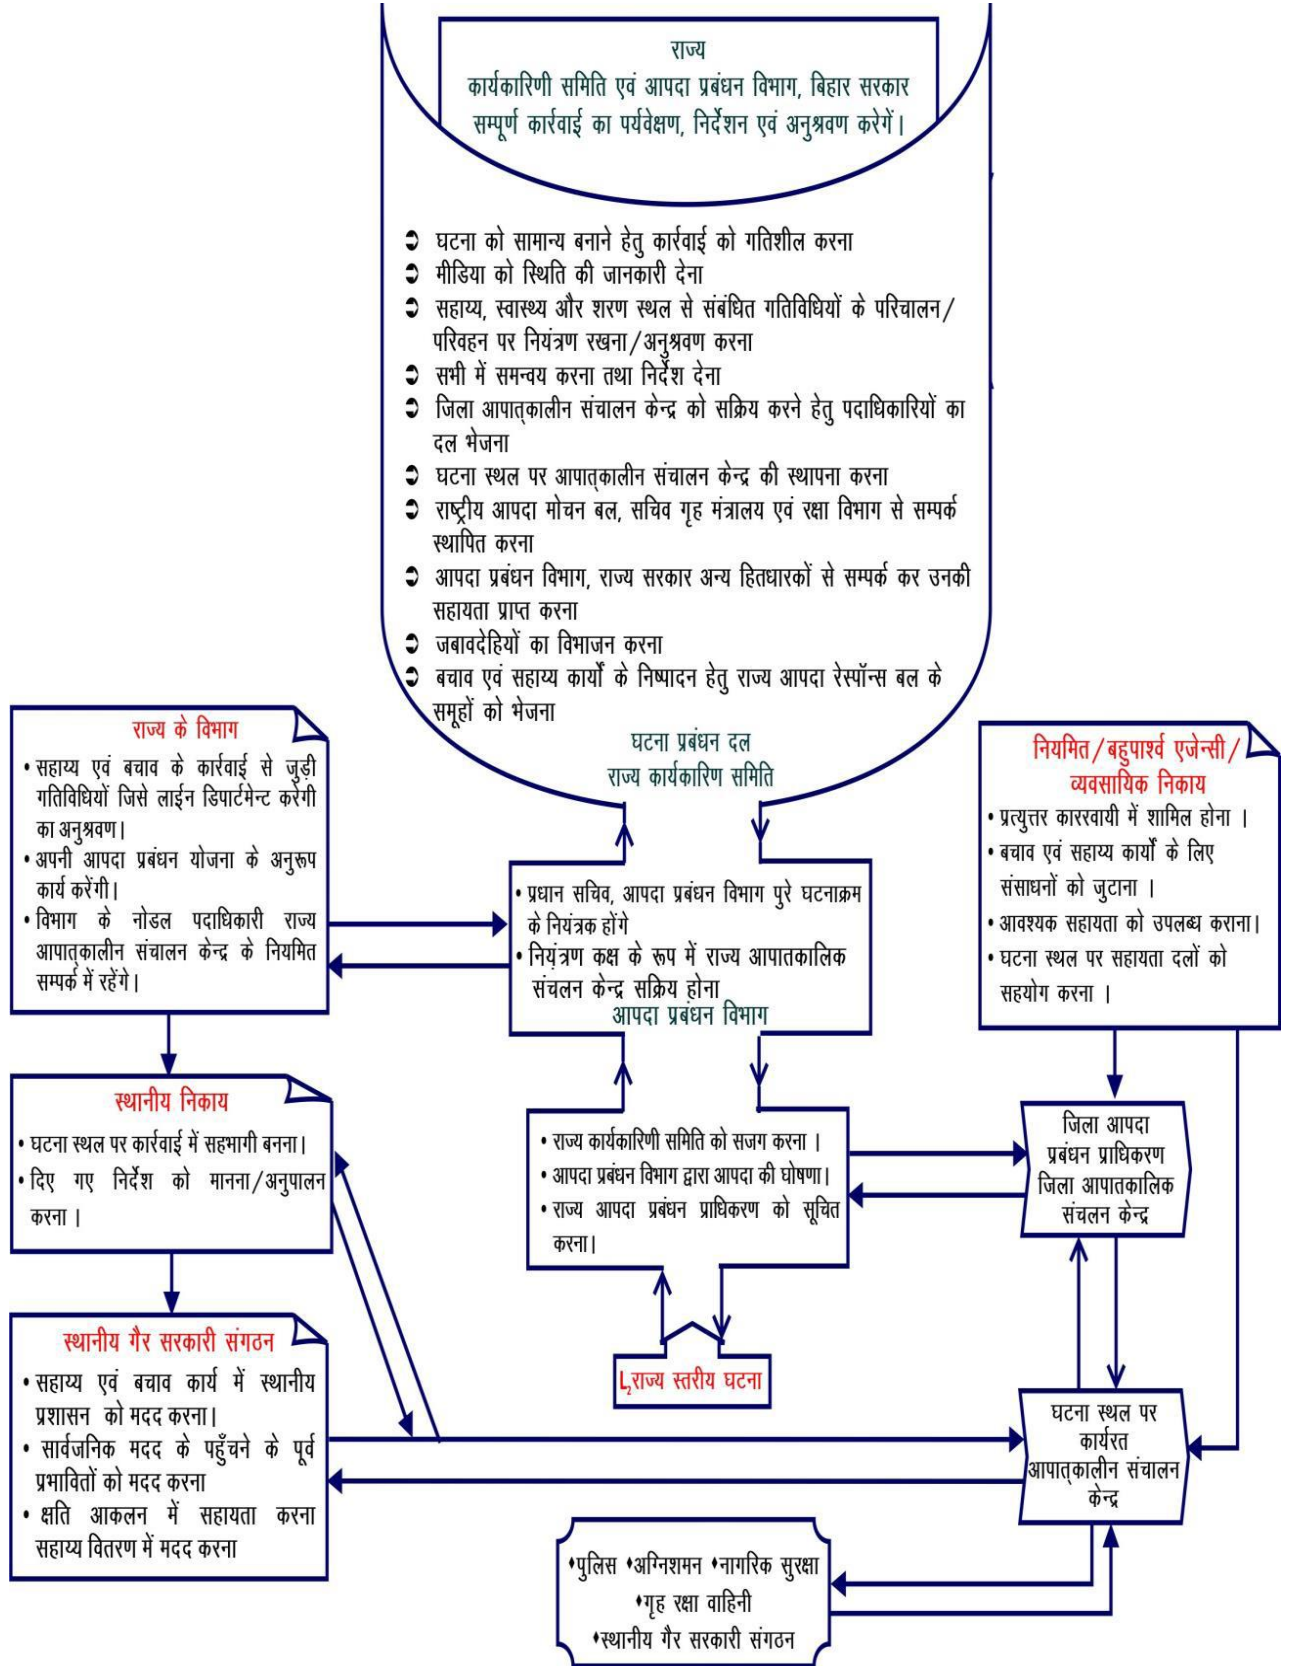 राज्य
कार्यकारिणी समिति एवं आपदा प्रबंधन विभाग, बिहार सरकार
सम्पूर्ण कार्रवाई का पर्यवेक्षण, निर्देशन एवं अनुश्रवण करेगें।
घटना को सामान्य बनाने हेतु कार्रवाई को गतिशील करना
मीडिया को स्थिति की जानकारी देना
सहाय्य, स्वास्थ्य और शरण स्थल से संबंधित गतिविधियों के परिचालन/
परिवहन पर नियंत्रण रखना/अनुश्रवण करना
सभी में समन्वय करना तथा निर्देश देना
जिला आपात्कालीन संचालन केन्द्र को सक्रिय करने हेतु पदाधिकारियों का
दल भेजना
घटना स्थल पर आपात्कालीन संचालन केन्द्र की स्थापना करना
राष्ट्रीय आपदा मोचन बल, सचिव गृह मंत्रालय एवं रक्षा विभाग से सम्पर्क
स्थापित करना
आपदा प्रबंधन विभाग, राज्य सरकार अन्य हितधारकों से सम्पर्क कर उनकी
सहायता प्राप्त करना
जबावदेहियों का विभाजन करना
बचाव एवं सहाय्य कार्यों के निष्पादन हेतु राज्य आपदा रेस्पॉन्स बल के
समूहों को भेजना
घटना प्रबंधन दल
राज्य कार्यकारिण समिति
राज्य के विभाग
• सहाय्य एवं बचाव के कार्रवाई से जुड़ी
गतिविधियों जिसे लाईन डिपार्टमेन्ट करेगी
का अनुश्रवण।
• अपनी आपदा प्रबंधन योजना के अनुरूप
कार्य करेंगी।
• विभाग के नोडल पदाधिकारी राज्य
आपात्कालीन संचालन केन्द्र के नियमित
सम्पर्क में रहेंगे।
• प्रधान सचिव, आपदा प्रबंधन विभाग पुरे घटनाक्रम
के नियंत्रक होंगे
• नियंत्रण कक्ष के रूप में राज्य आपातकालिक
संचलन केन्द्र सक्रिय होना
आपदा प्रबंधन विभाग
नियमित/बहुपार्श्व एजेन्सी/
व्यवसायिक निकाय
• प्रत्युत्तर काररवायी में शामिल होना ।
• बचाव एवं सहाय्य कार्यों के लिए
संसाधनों को जुटाना ।
• आवश्यक सहायता को उपलब्ध कराना।
• घटना स्थल पर सहायता दलों को
सहयोग करना ।
स्थानीय निकाय
• घटना स्थल पर कार्रवाई में सहभागी बनना।
• दिए गए निर्देश को मानना/अनुपालन
करना ।
• राज्य कार्यकारिणी समिति को सजग करना ।
• आपदा प्रबंधन विभाग द्वारा आपदा की घोषणा।
• राज्य आपदा प्रबंधन प्राधिकरण को सूचित
करना।
जिला आपदा
प्रबंधन प्राधिकरण
जिला आपातकालिक
संचलन केन्द्र
स्थानीय गैर सरकारी संगठन
• सहाय्य एवं बचाव कार्य में स्थानीय
प्रशासन को मदद करना।
• सार्वजनिक मदद के पहुँचने के पूर्व
प्रभावितों को मदद करना
• क्षति आकलन में सहायता करना
सहाय्य वितरण में मदद करना
L₂राज्य स्तरीय घटना
घटना स्थल पर
कार्यरत
आपात्कालीन संचालन
केन्द्र
♦पुलिस ♦अग्निशमन ♦नागरिक सुरक्षा
♦गृह रक्षा वाहिनी
♦स्थानीय गैर सरकारी संगठन